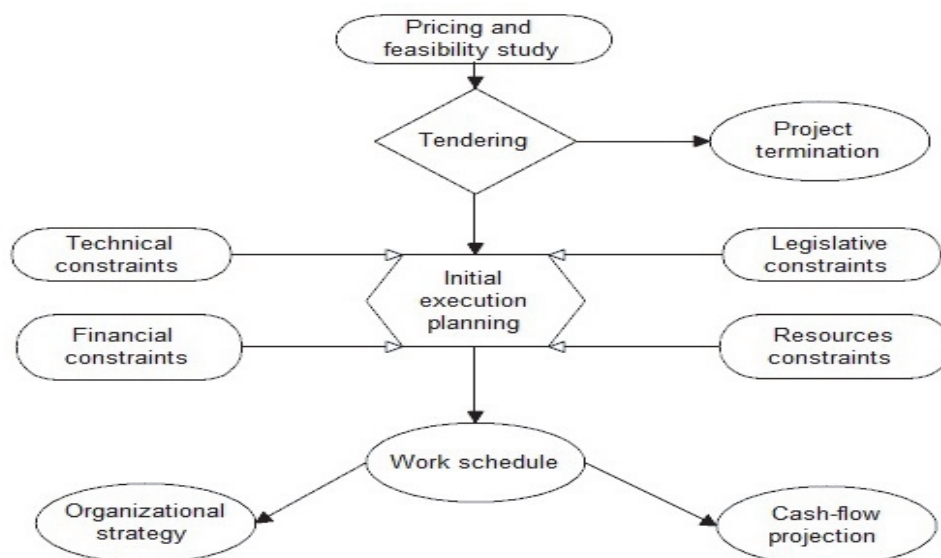 Pricing and
feasibility study
Tendering
Project
termination
Technical
constraints
Legislative
constraints
Initial
execution
planning
Financial
constraints
Resources
constraints
Work schedule
Organizational
strategy
Cash-flow
projection